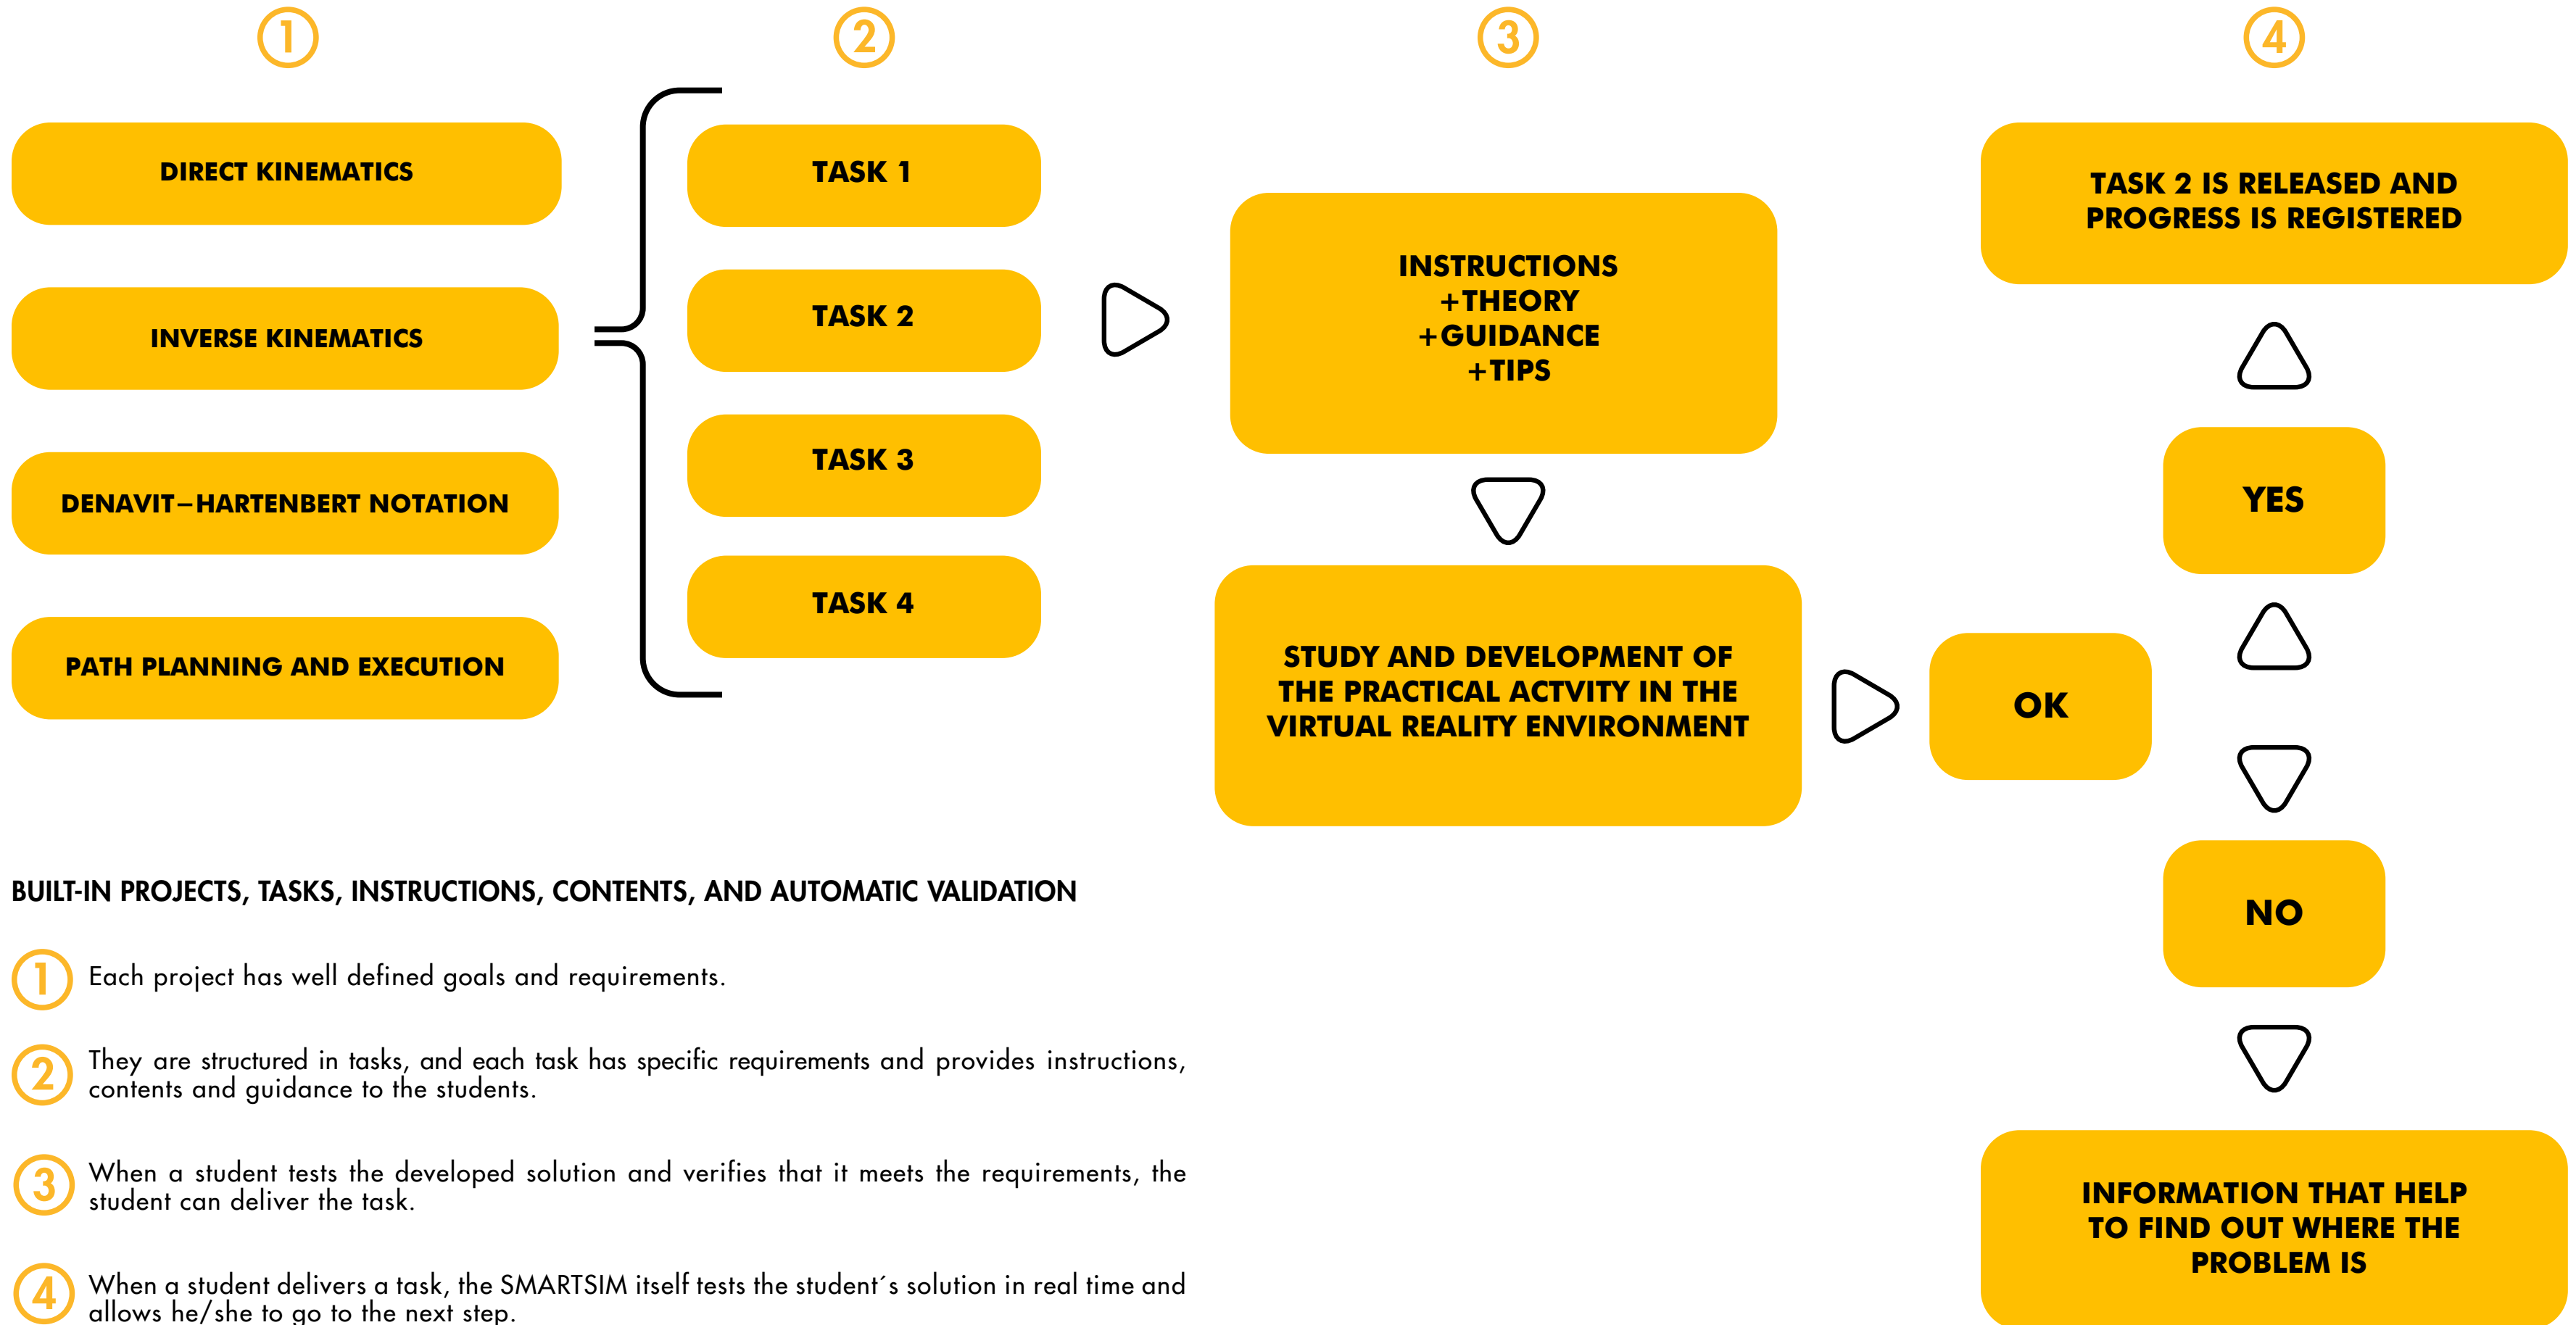 1
2
3
4
DIRECT KINEMATICS
INVERSE KINEMATICS
DENAVIT–HARTENBERT NOTATION
PATH PLANNING AND EXECUTION
TASK 1
TASK 2
TASK 3
TASK 4
INSTRUCTIONS
+THEORY
+GUIDANCE
+TIPS
STUDY AND DEVELOPMENT OF
THE PRACTICAL ACTVITY IN THE
VIRTUAL REALITY ENVIRONMENT
OK
TASK 2 IS RELEASED AND
PROGRESS IS REGISTERED
YES
NO
INFORMATION THAT HELP
TO FIND OUT WHERE THE
PROBLEM IS
BUILT-IN PROJECTS, TASKS, INSTRUCTIONS, CONTENTS, AND AUTOMATIC VALIDATION
1 Each project has well defined goals and requirements.
2 They are structured in tasks, and each task has specific requirements and provides instructions,
contents and guidance to the students.
3 When a student tests the developed solution and verifies that it meets the requirements, the
student can deliver the task.
4 When a student delivers a task, the SMARTSIM itself tests the student´s solution in real time and
allows he/she to go to the next step.